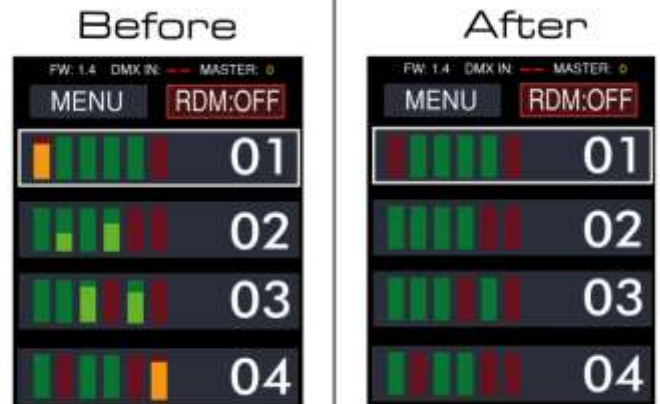 Before
FW: 1.4 DMX IN: -- MASTER: 0
MENU RDM:OFF
01
02
03
04
After
FW: 1.4 DMX IN: -- MASTER: 0
MENU RDM:OFF
01
02
03
04